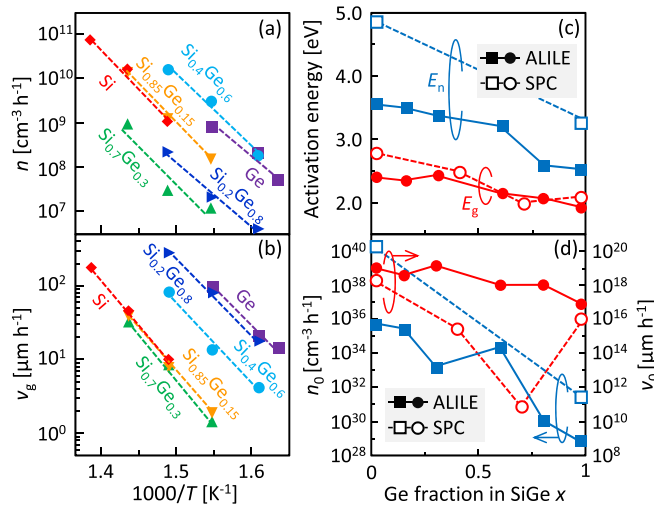 (a)
n [cm⁻³ h⁻¹]
10¹¹
10¹⁰
10⁹
10⁸
10⁷
Si
Si₀.₄Ge₀.₆
Si₀.₈₅Ge₀.₁₅
Si₀.₇Ge₀.₃
Si₀.₂Ge₀.₈
Ge
(b)
v_g [µm h⁻¹]
10²
10¹
10⁰
Si
Si₀.₂Ge₀.₈
Ge
Si₀.₄Ge₀.₆
Si₀.₈₅Ge₀.₁₅
Si₀.₇Ge₀.₃
1.4 1.5 1.6
1000/T [K⁻¹]
(c)
Activation energy [eV]
5.0
4.0
3.0
2.0
E_n
E_g
ALILE
SPC
(d)
n₀ [cm⁻³ h⁻¹]
10⁴⁰
10³⁸
10³⁶
10³⁴
10³²
10³⁰
10²⁸
10²⁰
10¹⁸
10¹⁶
10¹⁴
10¹²
10¹⁰
10⁸
v₀ [µm h⁻¹]
ALILE
SPC
0 0.5 1
Ge fraction in SiGe x